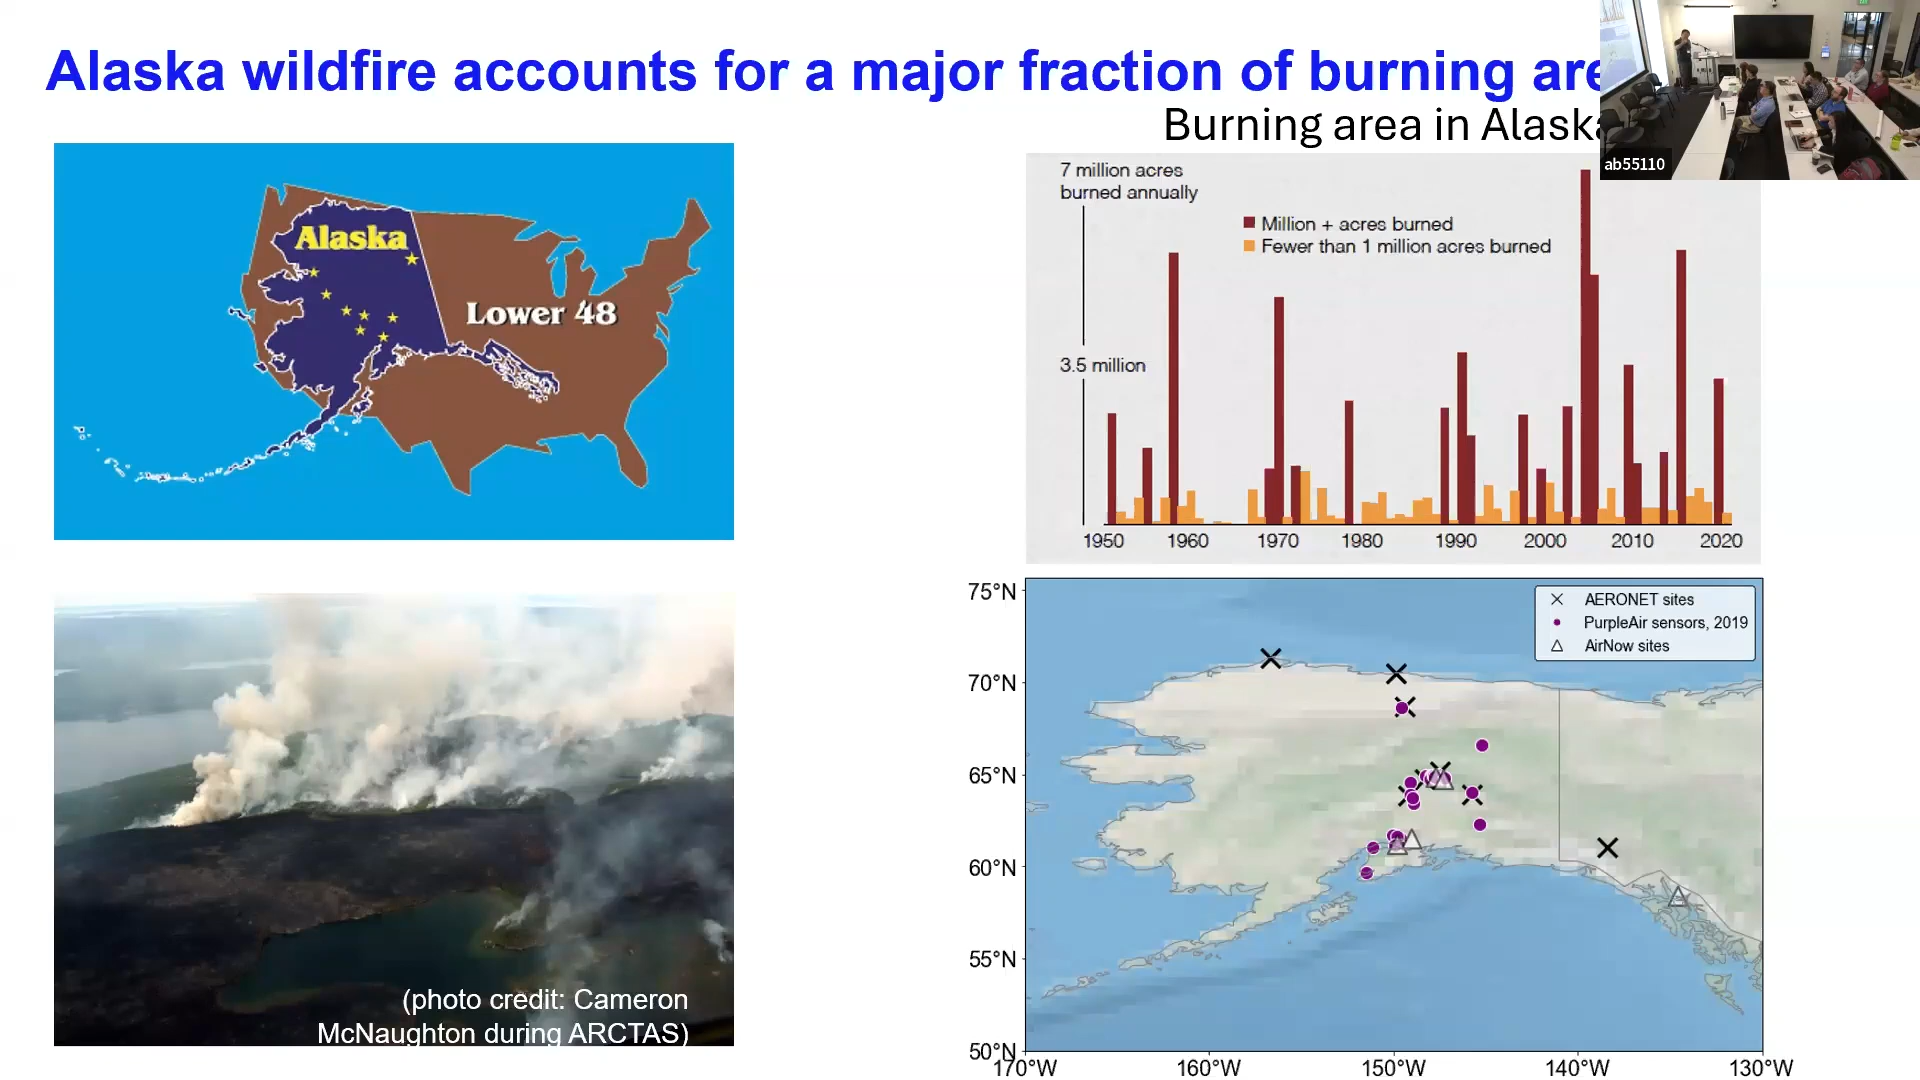 Alaska wildfire accounts for a major fraction of burning are
Burning area in Alaska
ab55110
Alaska
Lower 48
7 million acres
burned annually
Million + acres burned
Fewer than 1 million acres burned
3.5 million
1950 1960 1970 1980 1990 2000 2010 2020
(photo credit: Cameron
McNaughton during ARCTAS)
AERONET sites
PurpleAir sensors, 2019
AirNow sites
75°N
70°N
65°N
60°N
55°N
50°N
170°W 160°W 150°W 140°W 130°W